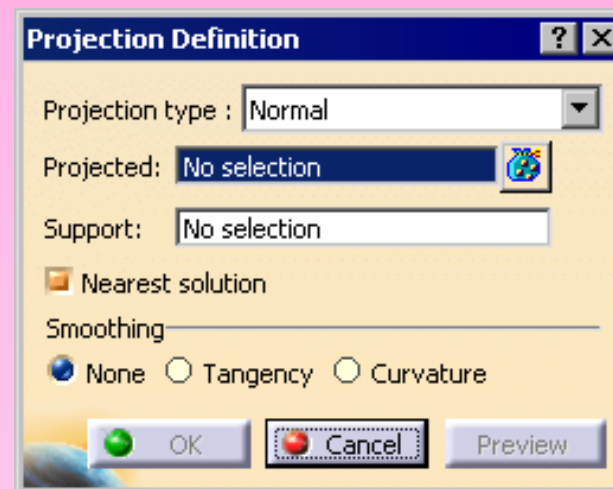 Projection Definition
Projection type : Normal
Projected: No selection
Support: No selection
Nearest solution
Smoothing
None Tangency Curvature
OK Cancel Preview